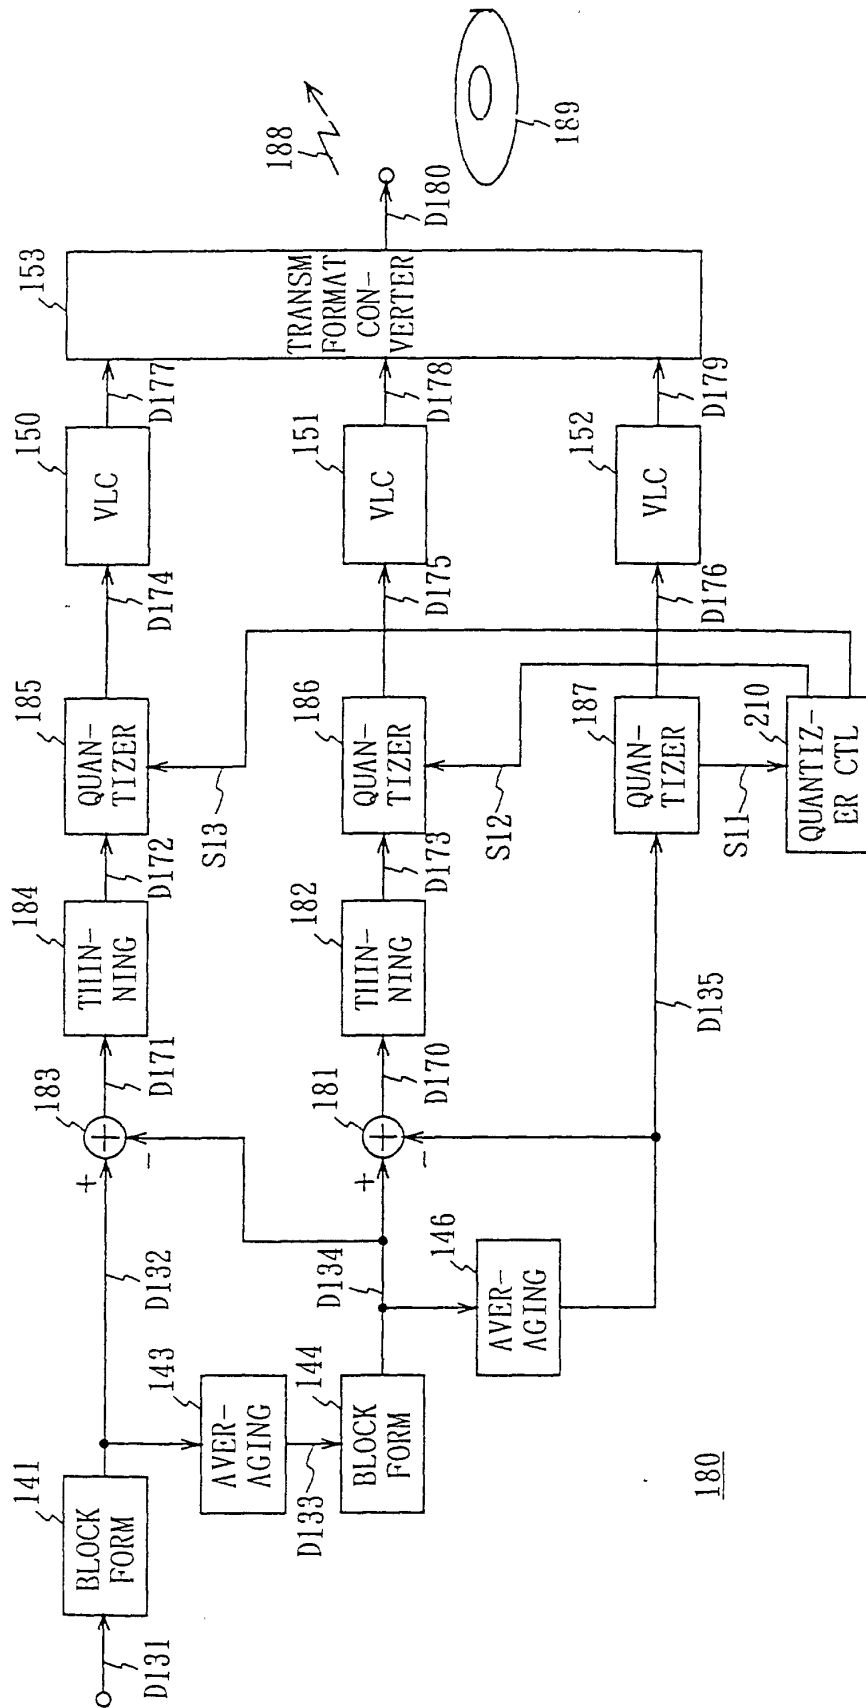 D131
141
BLOCK
FORM
D132
143
AVER-
AGING
D133
144
BLOCK
FORM
D134
146
AVER-
AGING
D135
+
-
183
D171
184
THIN-
NING
D172
185
QUAN-
TIZER
S13
D174
150
VLC
D177
+
-
181
D170
182
THIN-
NING
D173
186
QUAN-
TIZER
S12
D175
151
VLC
D178
187
QUAN-
TIZER
S11
210
QUANTIZ-
ER CTL
D176
152
VLC
D179
153
TRANSM
FORMAT
CON-
VERTER
D180
188
189
180